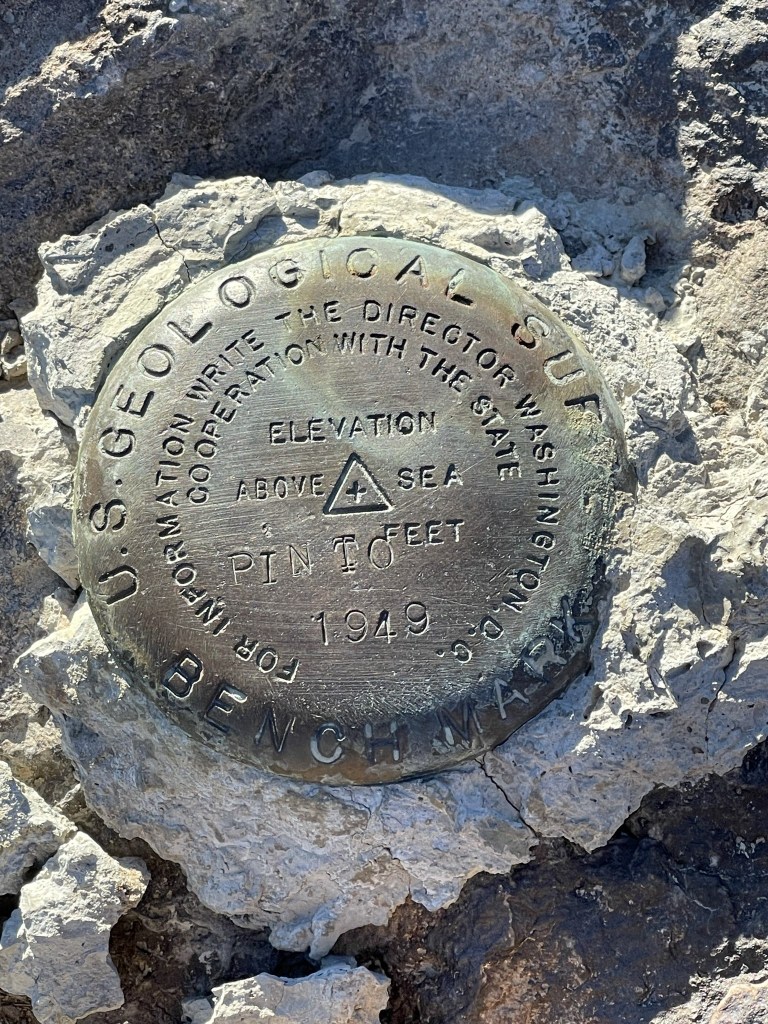 U.S. GEOLOGICAL SUR
FOR INFORMATION WRITE THE DIRECTOR WASHINGTON, D.C.
COOPERATION WITH THE STATE
ELEVATION
ABOVE SEA
FEET
PINTO
1949
BENCH MARK